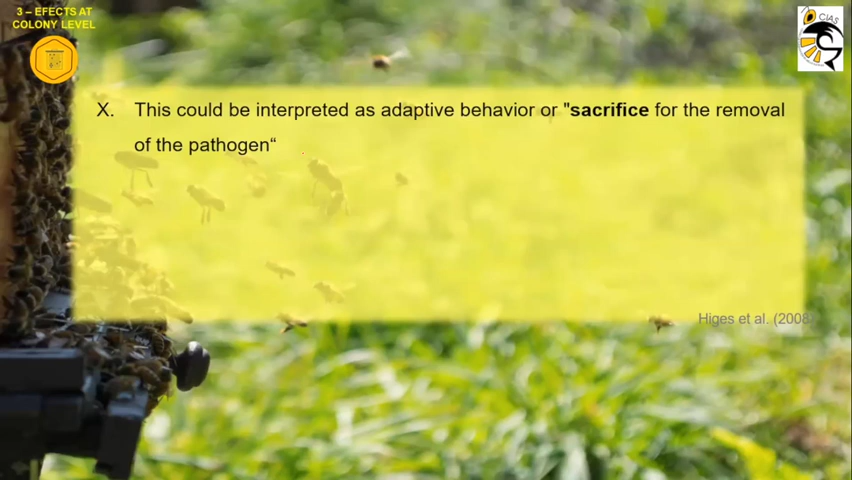 3 – EFECTS AT
COLONY LEVEL
CIAS
X. This could be interpreted as adaptive behavior or "sacrifice for the removal
of the pathogen“
Higes et al. (2008)